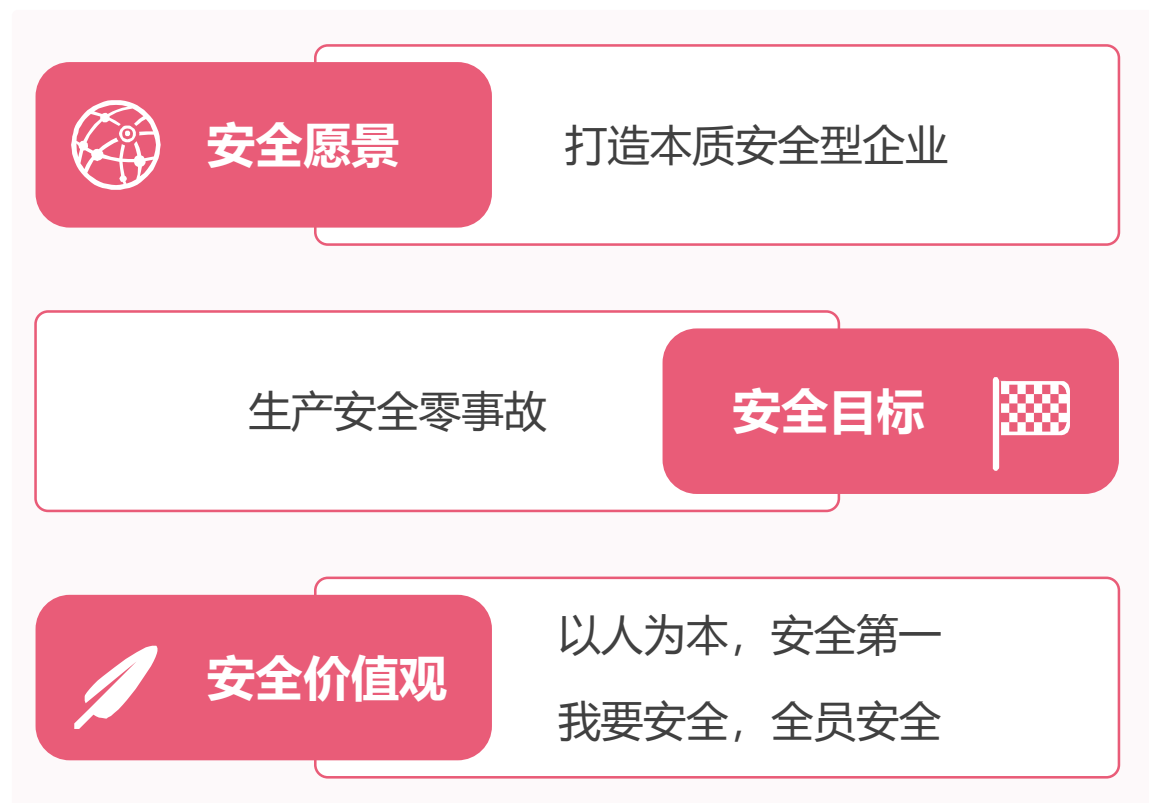 安全愿景
打造本质安全型企业
生产安全零事故
安全目标
安全价值观
以人为本，安全第一
我要安全，全员安全